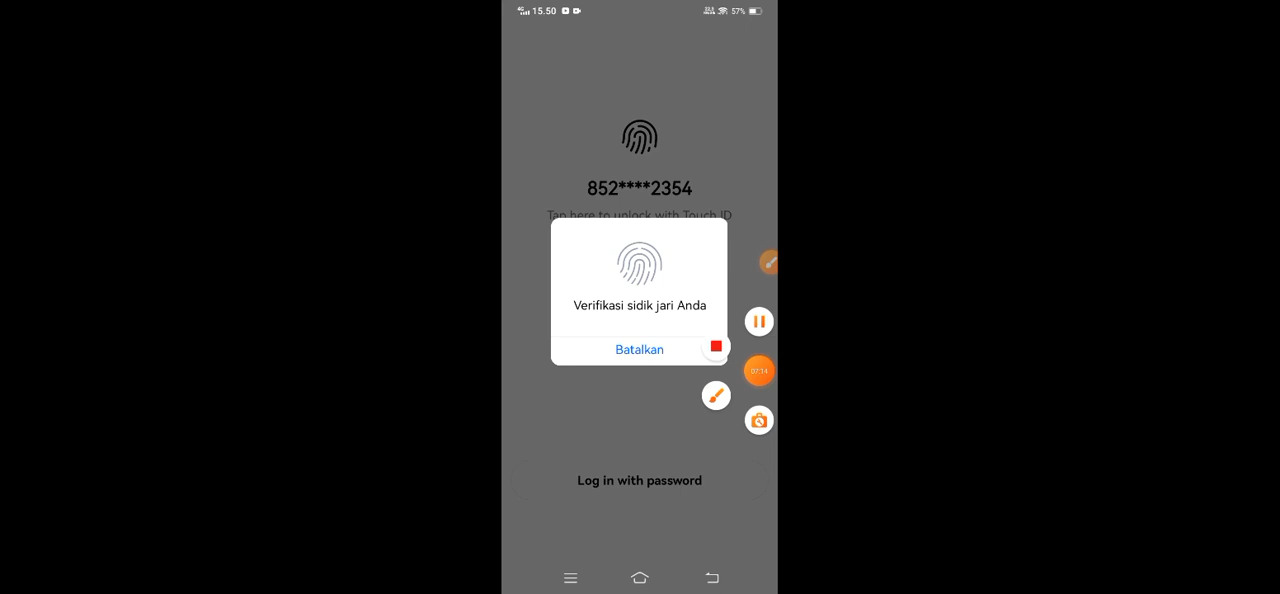 15.50
57%
852****2354
Tap here to unlock with Touch ID
Verifikasi sidik jari Anda
Batalkan
07:14
Log in with password